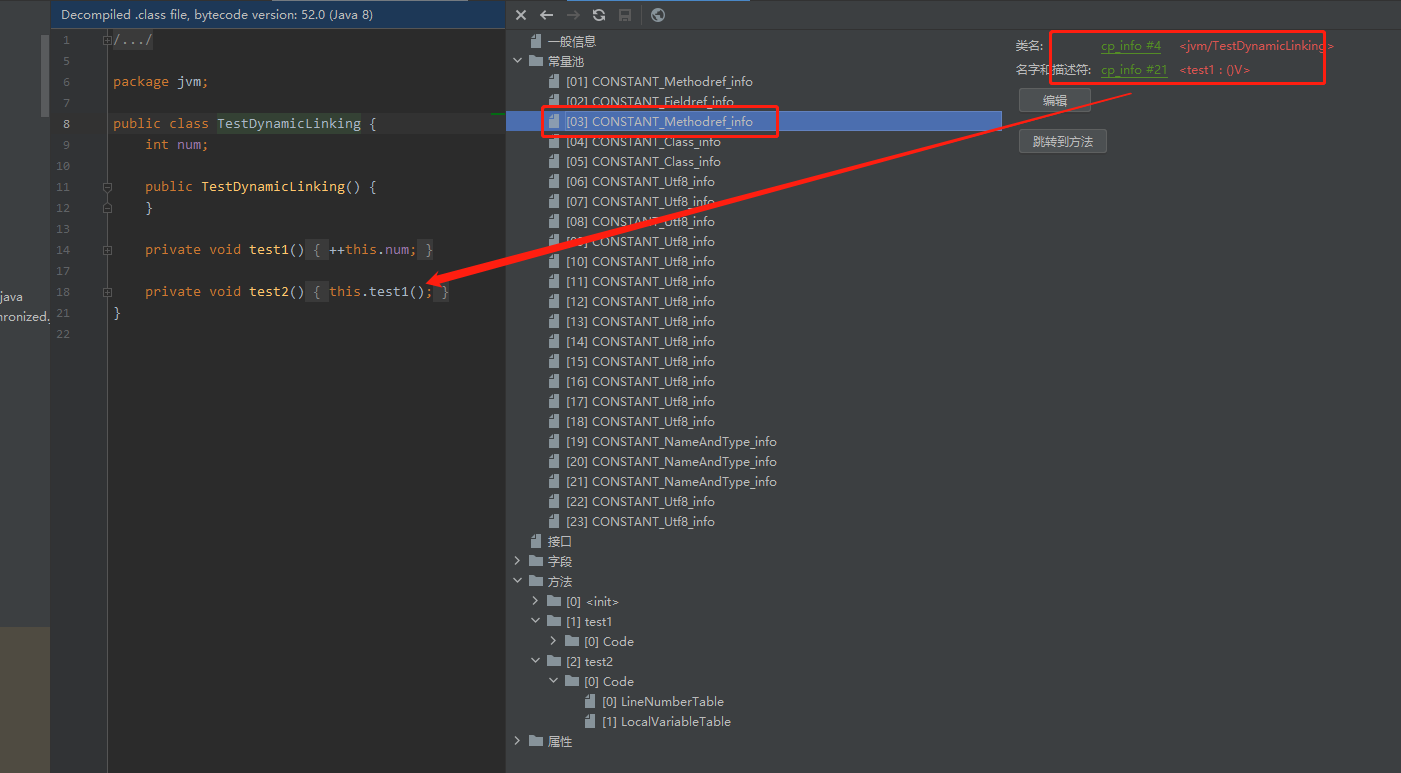 Decompiled .class file, bytecode version: 52.0 (Java 8)
java
hronized.
1 /.../
5
6 package jvm;
7
8 public class TestDynamicLinking {
9 int num;
10
11 public TestDynamicLinking() {
12 }
13
14 private void test1() { ++this.num; }
17
18 private void test2() { this.test1(); }
21 }
22
一般信息
常量池
[01] CONSTANT_Methodref_info
[02] CONSTANT_Fieldref_info
[03] CONSTANT_Methodref_info
[04] CONSTANT_Class_info
[05] CONSTANT_Class_info
[06] CONSTANT_Utf8_info
[07] CONSTANT_Utf8_info
[08] CONSTANT_Utf8_info
[09] CONSTANT_Utf8_info
[10] CONSTANT_Utf8_info
[11] CONSTANT_Utf8_info
[12] CONSTANT_Utf8_info
[13] CONSTANT_Utf8_info
[14] CONSTANT_Utf8_info
[15] CONSTANT_Utf8_info
[16] CONSTANT_Utf8_info
[17] CONSTANT_Utf8_info
[18] CONSTANT_Utf8_info
[19] CONSTANT_NameAndType_info
[20] CONSTANT_NameAndType_info
[21] CONSTANT_NameAndType_info
[22] CONSTANT_Utf8_info
[23] CONSTANT_Utf8_info
接口
字段
方法
[0] <init>
[1] test1
[0] Code
[2] test2
[0] Code
[0] LineNumberTable
[1] LocalVariableTable
属性
类名: cp_info #4 <jvm/TestDynamicLinking>
名字和描述符: cp_info #21 <test1 : ()V>
编辑
跳转到方法